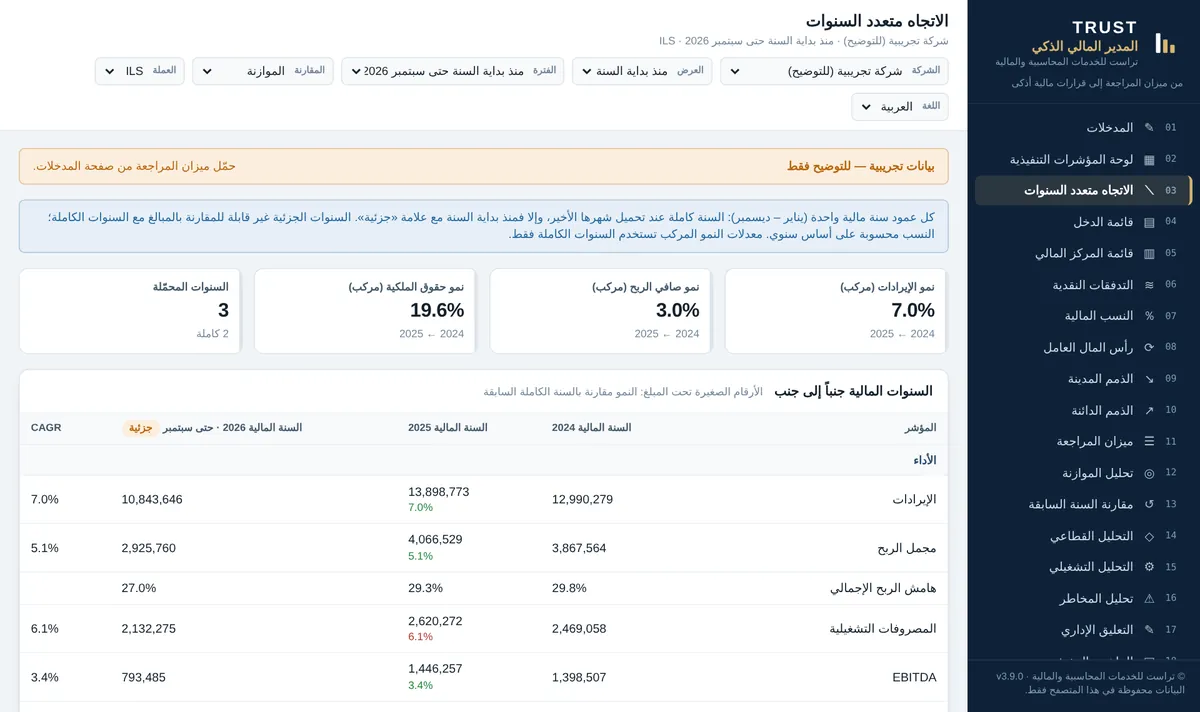 TRUST
المدير المالي الذكي
تراست للخدمات المحاسبية والمالية
من ميزان المراجعة إلى قرارات مالية أذكى
01 المدخلات
02 لوحة المؤشرات التنفيذية
03 الاتجاه متعدد السنوات
04 قائمة الدخل
05 قائمة المركز المالي
06 التدفقات النقدية
07 % النسب المالية
08 رأس المال العامل
09 الذمم المدينة
10 الذمم الدائنة
11 ميزان المراجعة
12 تحليل الموازنة
13 مقارنة السنة السابقة
14 التحليل القطاعي
15 التحليل التشغيلي
16 تحليل المخاطر
17 التعليق الإداري
© تراست للخدمات المحاسبية والمالية · v3.9.0
البيانات محفوظة في هذا المتصفح فقط.
الاتجاه متعدد السنوات
شركة تجريبية (للتوضيح) · منذ بداية السنة حتى سبتمبر 2026 · ILS
الشركة شركة تجريبية (للتوضيح)
العرض منذ بداية السنة
الفترة منذ بداية السنة حتى سبتمبر 2026
المقارنة الموازنة
العملة ILS
اللغة العربية
بيانات تجريبية — للتوضيح فقط
حمّل ميزان المراجعة من صفحة المدخلات.
كل عمود سنة مالية واحدة (يناير – ديسمبر): السنة كاملة عند تحميل شهرها الأخير، وإلا فمنذ بداية السنة مع علامة «جزئية». السنوات الجزئية غير قابلة للمقارنة بالمبالغ مع السنوات الكاملة؛
النسب محسوبة على أساس سنوي. معدلات النمو المركب تستخدم السنوات الكاملة فقط.
نمو الإيرادات (مركب)
7.0%
2024 ← 2025
نمو صافي الربح (مركب)
3.0%
2024 ← 2025
نمو حقوق الملكية (مركب)
19.6%
2024 ← 2025
السنوات المحمّلة
3
2 كاملة
السنوات المالية جنباً إلى جنب الأرقام الصغيرة تحت المبلغ: النمو مقارنة بالسنة الكاملة السابقة
المؤشر السنة المالية 2024 السنة المالية 2025 السنة المالية 2026 · حتى سبتمبر جزئية CAGR
الأداء
الإيرادات 12,990,279 13,898,773 10,843,646 7.0%
7.0%
مجمل الربح 3,867,564 4,066,529 2,925,760 5.1%
5.1%
هامش الربح الإجمالي 29.8% 29.3% 27.0%
المصروفات التشغيلية 2,469,058 2,620,272 2,132,275 6.1%
6.1%
EBITDA 1,398,507 1,446,257 793,485 3.4%
3.4%